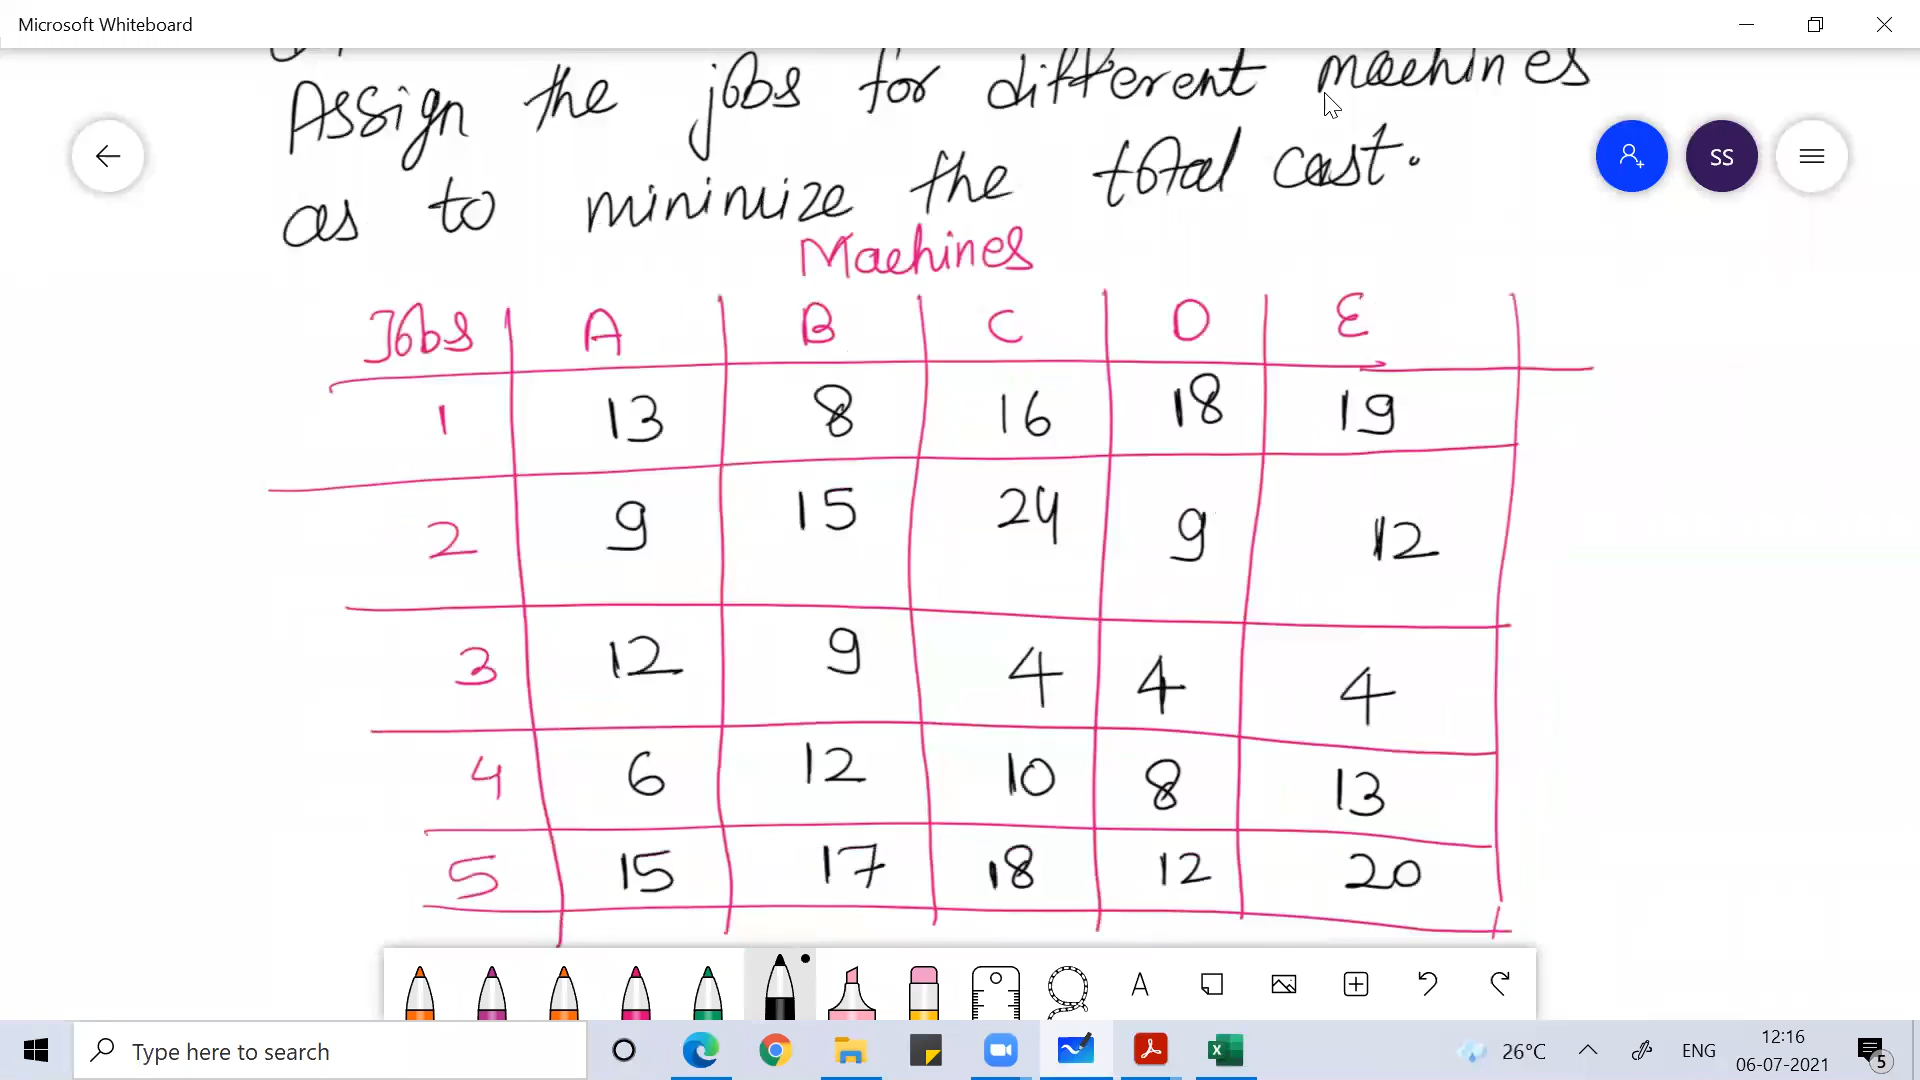 Microsoft Whiteboard
Assign the jobs for different machines
as to minimize the total cost.
SS
Machines
Jobs A B C D E
1 13 8 16 18 19
2 9 15 24 9 12
3 12 9 4 4 4
4 6 12 10 8 13
5 15 17 18 12 20
A
Type here to search
26°C
ENG
12:16
06-07-2021
5